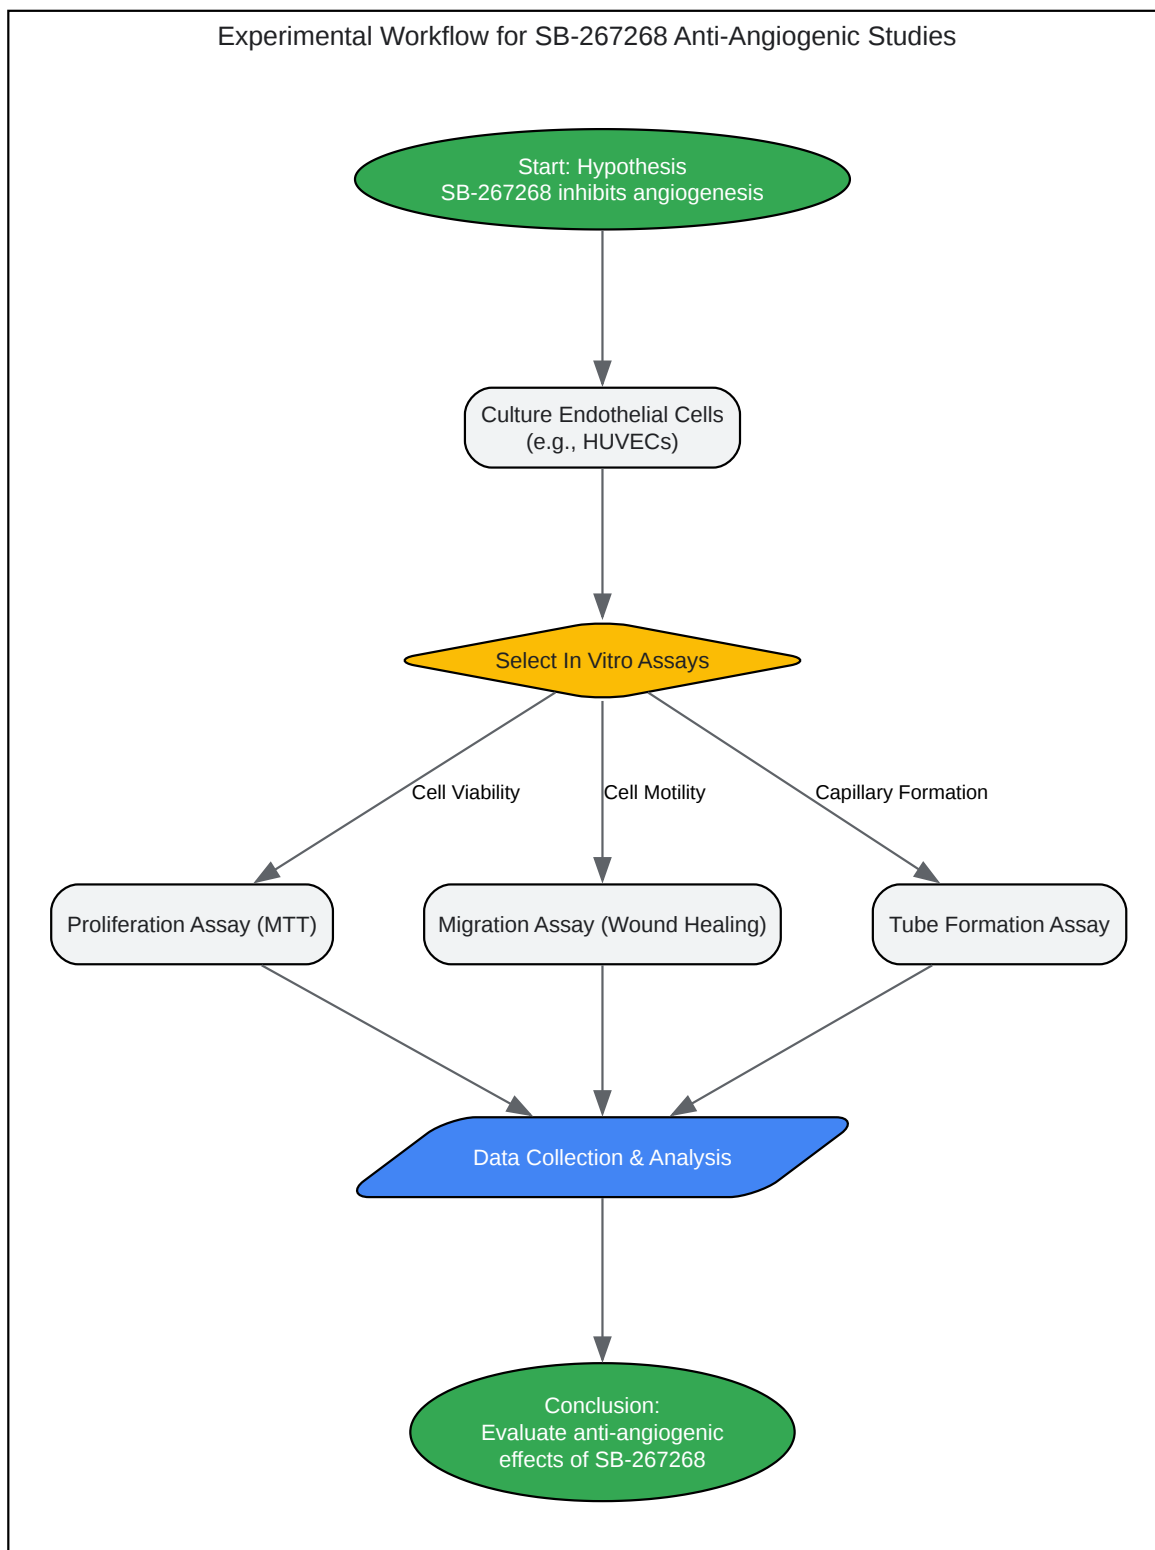 Experimental Workflow for SB-267268 Anti-Angiogenic Studies
Start: Hypothesis
SB-267268 inhibits angiogenesis
Culture Endothelial Cells
(e.g., HUVECs)
Select In Vitro Assays
Cell Viability
Cell Motility
Capillary Formation
Proliferation Assay (MTT)
Migration Assay (Wound Healing)
Tube Formation Assay
Data Collection & Analysis
Conclusion:
Evaluate anti-angiogenic
effects of SB-267268